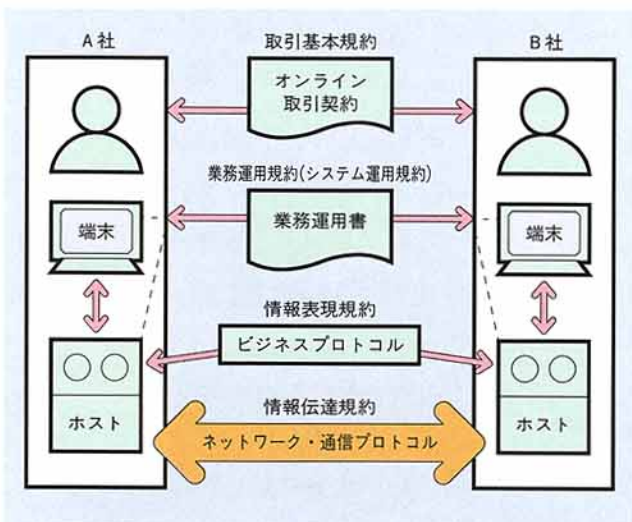 A社
取引基本規約
B社
オンライン
取引契約
業務運用規約(システム運用規約)
端末
業務運用書
端末
情報表現規約
ビジネスプロトコル
情報伝達規約
ホスト
ネットワーク・通信プロトコル
ホスト